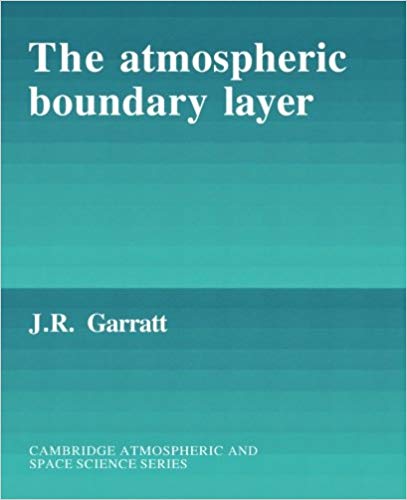 The atmospheric
boundary layer
J.R. Garratt
CAMBRIDGE ATMOSPHERIC AND
SPACE SCIENCE SERIES